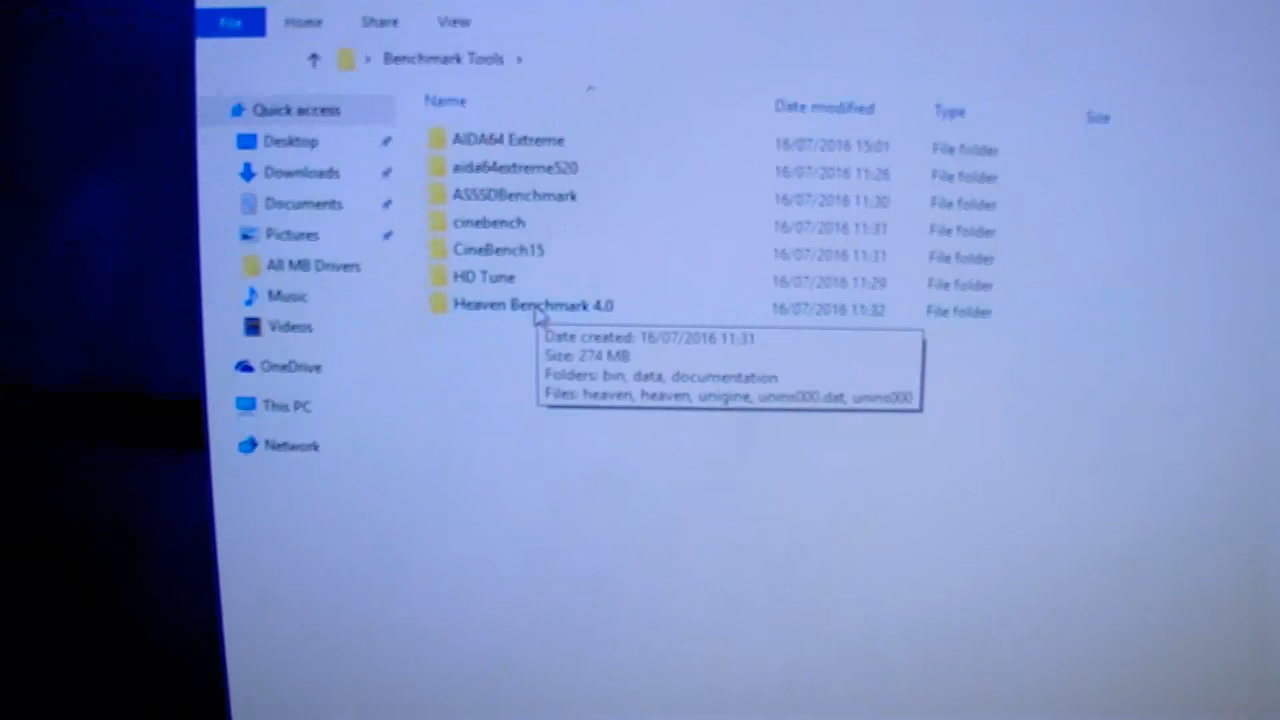 File Home Share View
Benchmark Tools
Name Date modified Type Size
Quick access
Desktop
Downloads
Documents
Pictures
All MB Drivers
Music
Videos
OneDrive
This PC
Network
AIDA64 Extreme 16/07/2016 15:01 File folder
aida64extreme520 16/07/2016 11:26 File folder
ASSSDBenchmark 16/07/2016 11:30 File folder
cinebench 16/07/2016 11:31 File folder
CineBench15 16/07/2016 11:31 File folder
HD Tune 16/07/2016 11:29 File folder
Heaven Benchmark 4.0 16/07/2016 11:32 File folder
Date created: 16/07/2016 11:31
Size: 274 MB
Folders: bin, data, documentation
Files: heaven, heaven, unigine, unins000.dat, unins000